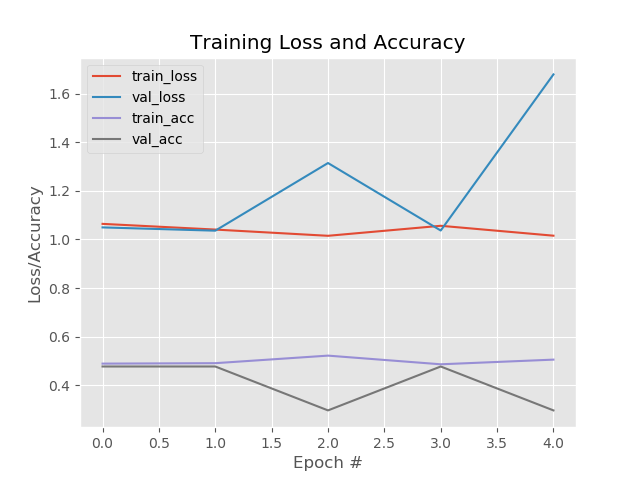 Training Loss and Accuracy
train_loss
val_loss
train_acc
val_acc
1.6
1.4
1.2
1.0
0.8
0.6
0.4
Loss/Accuracy
0.0 0.5 1.0 1.5 2.0 2.5 3.0 3.5 4.0
Epoch #